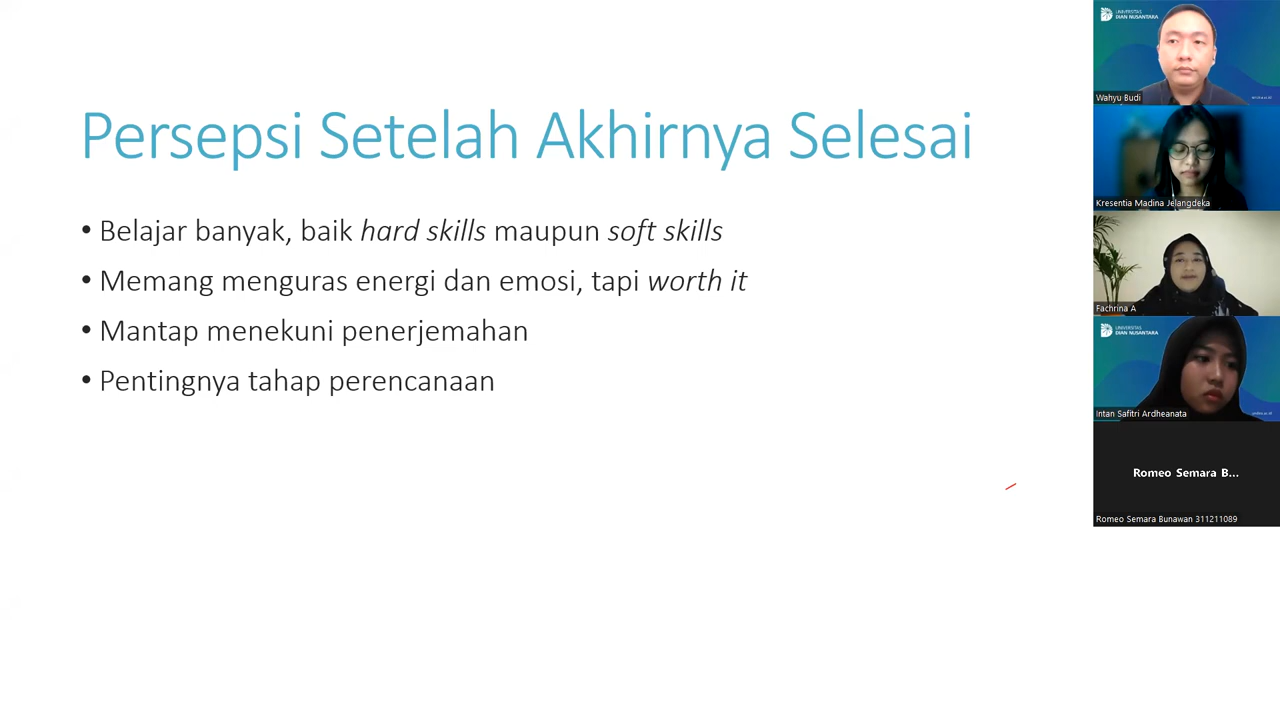 Persepsi Setelah Akhirnya Selesai
• Belajar banyak, baik hard skills maupun soft skills
• Memang menguras energi dan emosi, tapi worth it
• Mantap menekuni penerjemahan
• Pentingnya tahap perencanaan
UNIVERSITAS
DIAN NUSANTARA
Wahyu Budi
Kresentia Madina Jelangdeka
Fachrina A
UNIVERSITAS
DIAN NUSANTARA
Intan Safitri Ardheanata
Romeo Semara B...
Romeo Semara Bunawan 311211089